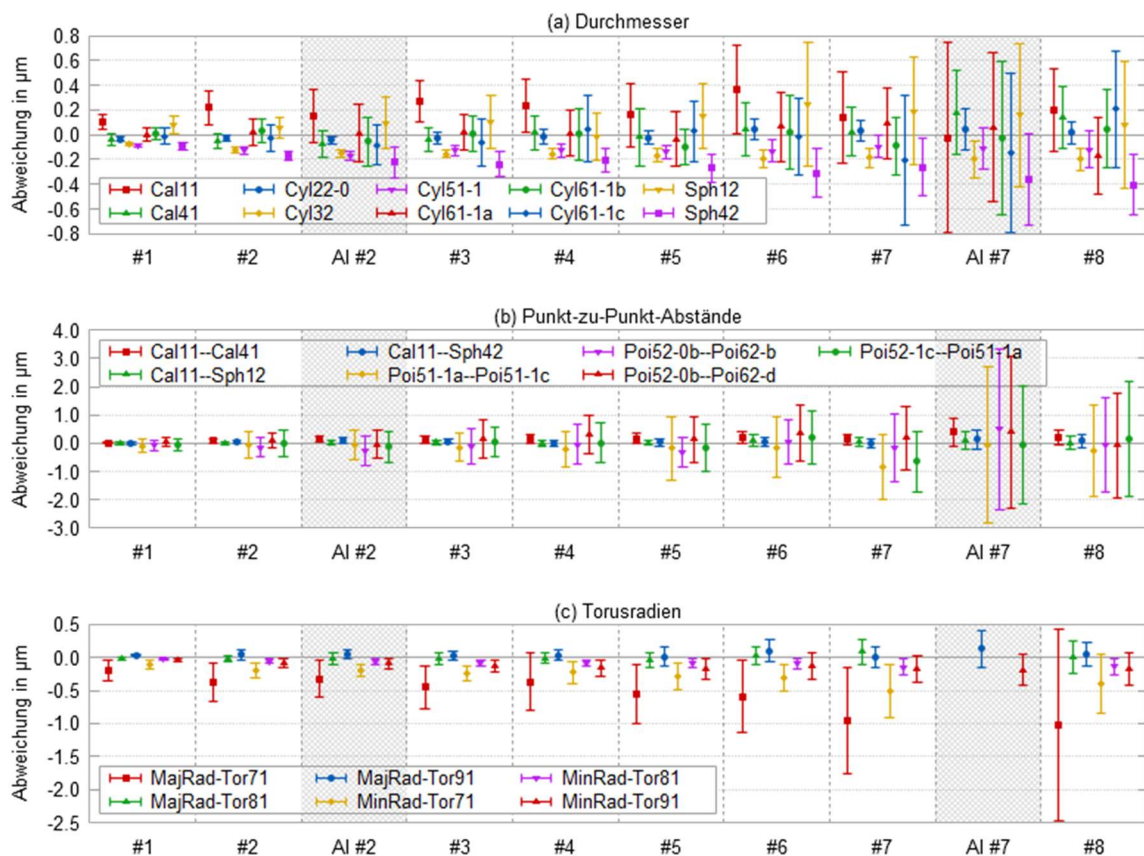 (a) Durchmesser
Abweichung in µm
0.8
0.6
0.4
0.2
0.0
-0.2
-0.4
-0.6
-0.8
Cal11 Cyl22-0 Cyl51-1 Cyl61-1b Sph12
Cal41 Cyl32 Cyl61-1a Cyl61-1c Sph42
#1 #2 Al #2 #3 #4 #5 #6 #7 Al #7 #8
(b) Punkt-zu-Punkt-Abstände
Abweichung in µm
4.0
3.0
2.0
1.0
0.0
-1.0
-2.0
-3.0
Cal11--Cal41 Cal11--Sph42 Poi52-0b--Poi62-b Poi52-1c--Poi51-1a
Cal11--Sph12 Poi51-1a--Poi51-1c Poi52-0b--Poi62-d
#1 #2 Al #2 #3 #4 #5 #6 #7 Al #7 #8
(c) Torusradien
Abweichung in µm
0.5
0.0
-0.5
-1.0
-1.5
-2.0
-2.5
MajRad-Tor71 MajRad-Tor91 MinRad-Tor81
MajRad-Tor81 MinRad-Tor71 MinRad-Tor91
#1 #2 Al #2 #3 #4 #5 #6 #7 Al #7 #8